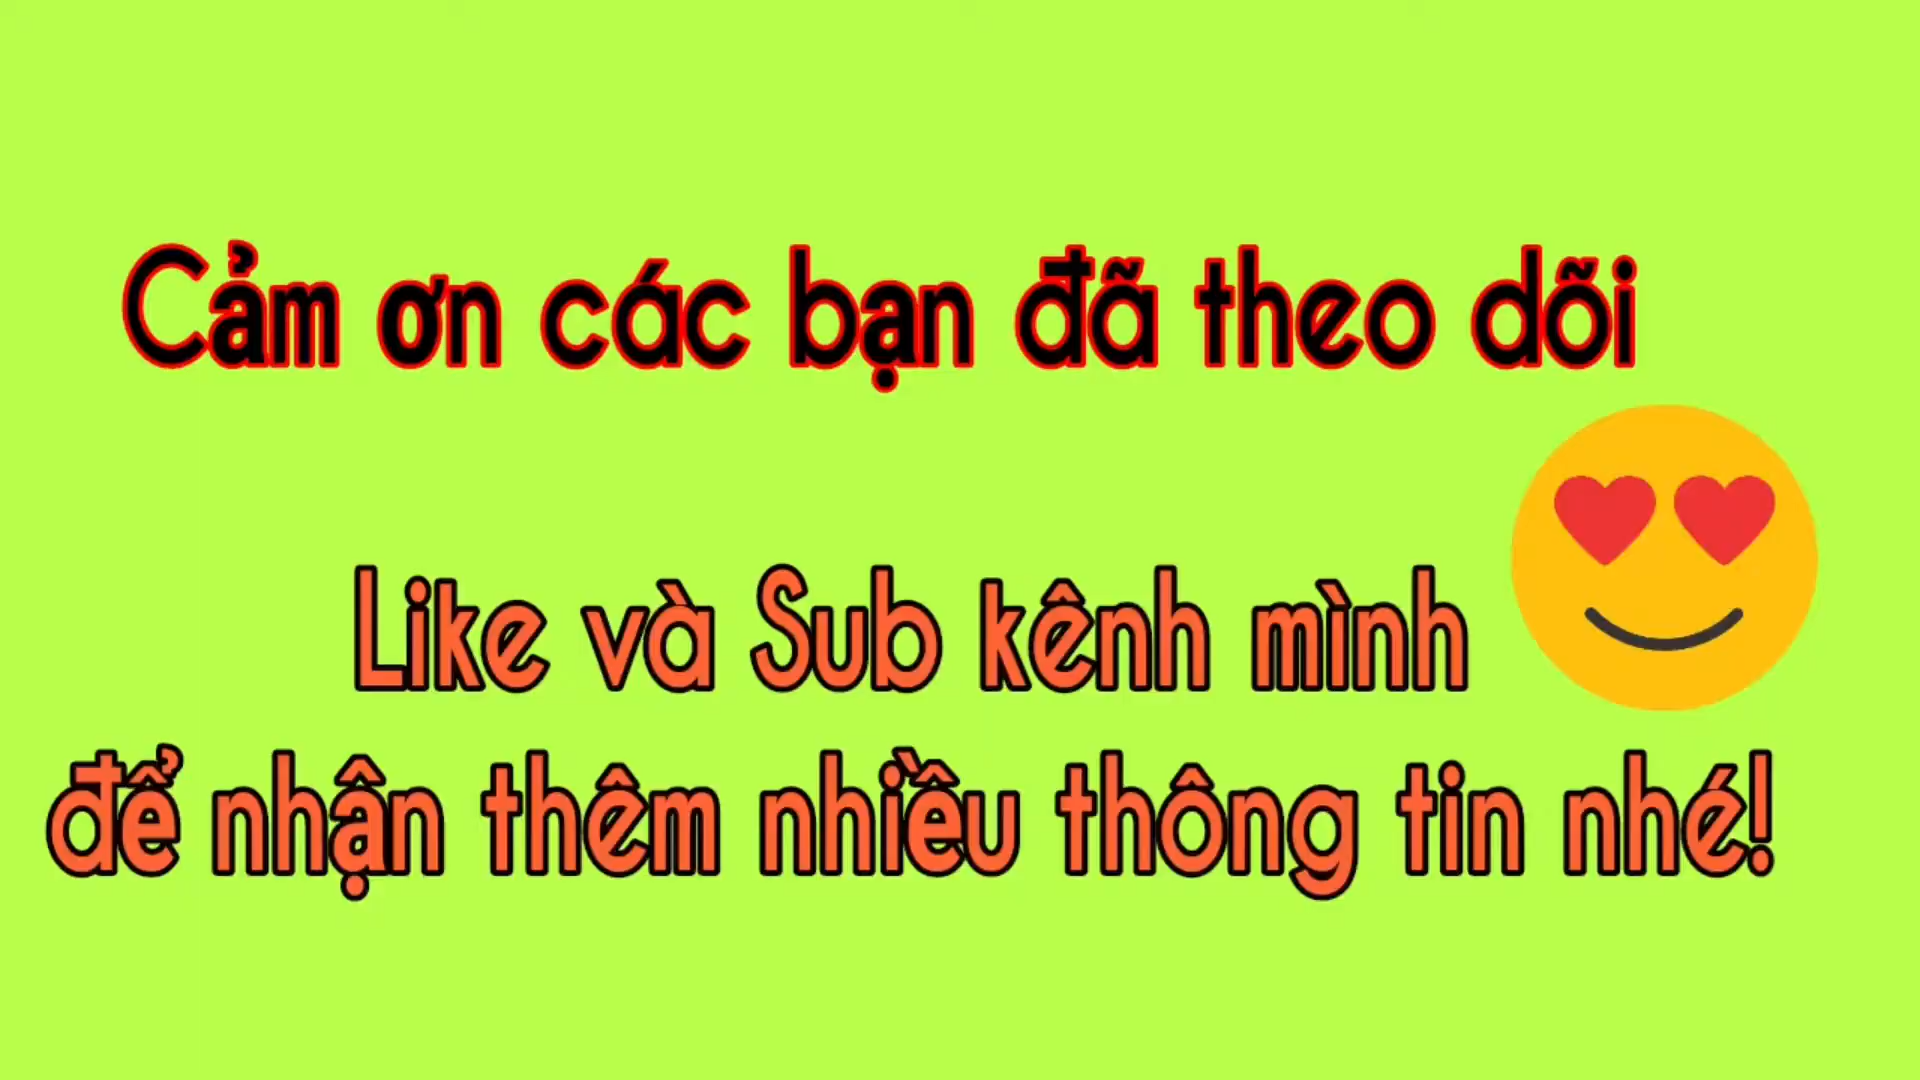 Cảm ơn các bạn đã theo dõi
Like và Sub kênh mình
để nhận thêm nhiều thông tin nhé!